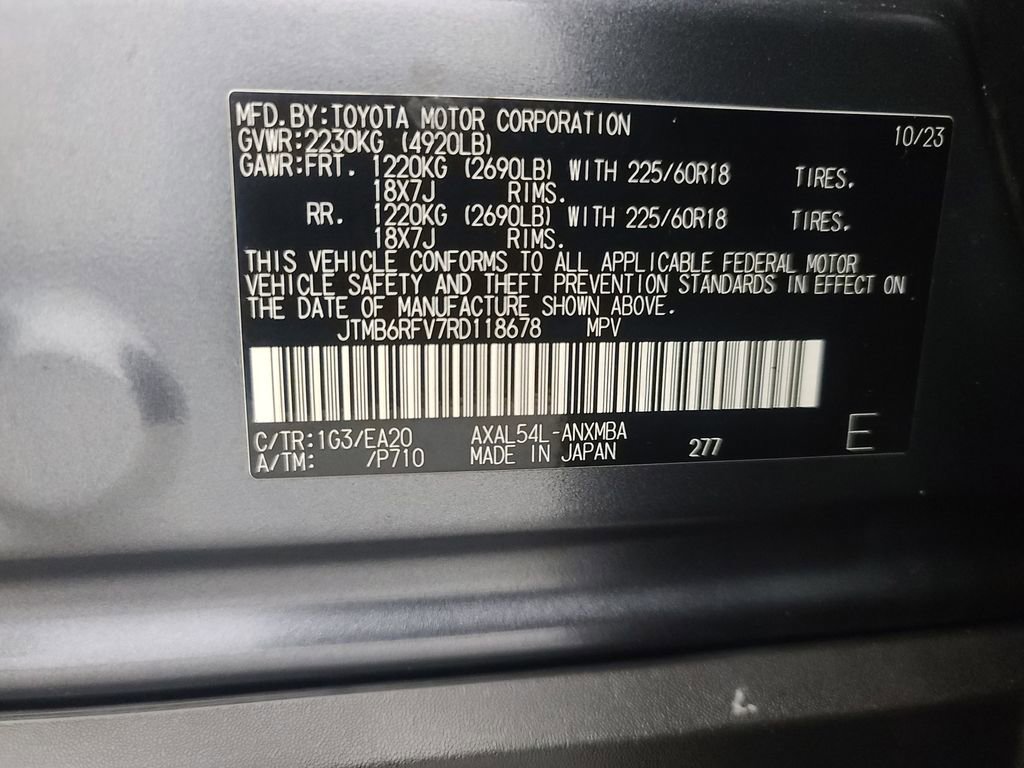 MFD.BY:TOYOTA MOTOR CORPORATION 10/23
GVWR:2230KG (4920LB)
GAWR:FRT. 1220KG (2690LB) WITH 225/60R18 TIRES.
18X7J RIMS.
RR. 1220KG (2690LB) WITH 225/60R18 TIRES.
18X7J RIMS.
THIS VEHICLE CONFORMS TO ALL APPLICABLE FEDERAL MOTOR
VEHICLE SAFETY AND THEFT PREVENTION STANDARDS IN EFFECT ON
THE DATE OF MANUFACTURE SHOWN ABOVE.
JTMB6RFV7RD118678 MPV
C/TR:1G3/EA20 AXAL54L-ANXMBA 277 E
A/TM: /P710 MADE IN JAPAN